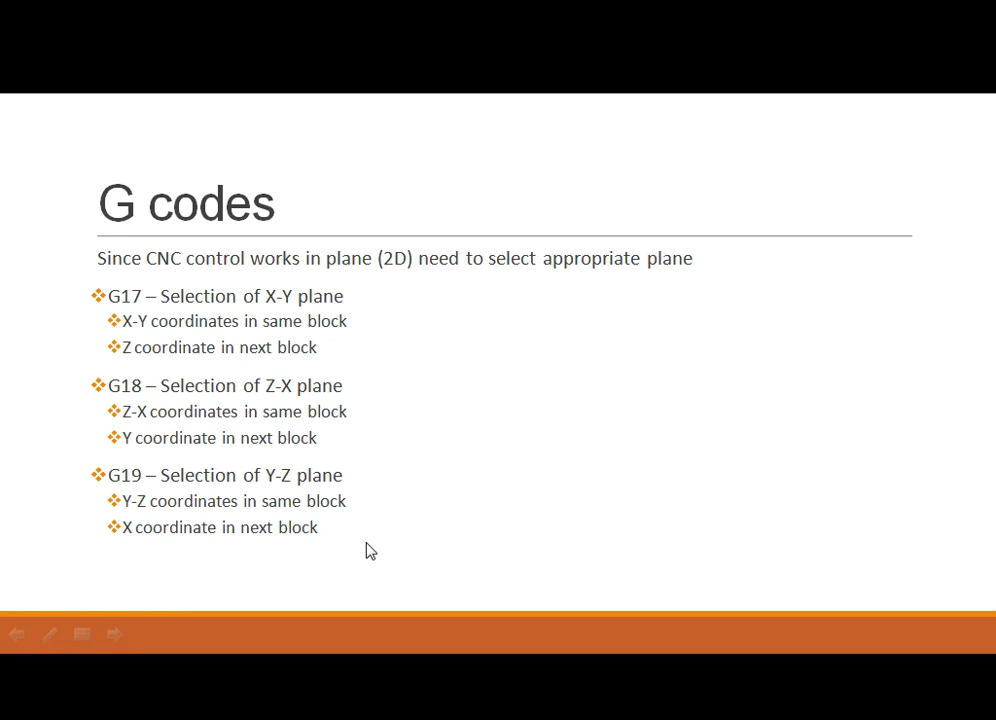 G codes
Since CNC control works in plane (2D) need to select appropriate plane
G17 – Selection of X-Y plane
X-Y coordinates in same block
Z coordinate in next block
G18 – Selection of Z-X plane
Z-X coordinates in same block
Y coordinate in next block
G19 – Selection of Y-Z plane
Y-Z coordinates in same block
X coordinate in next block